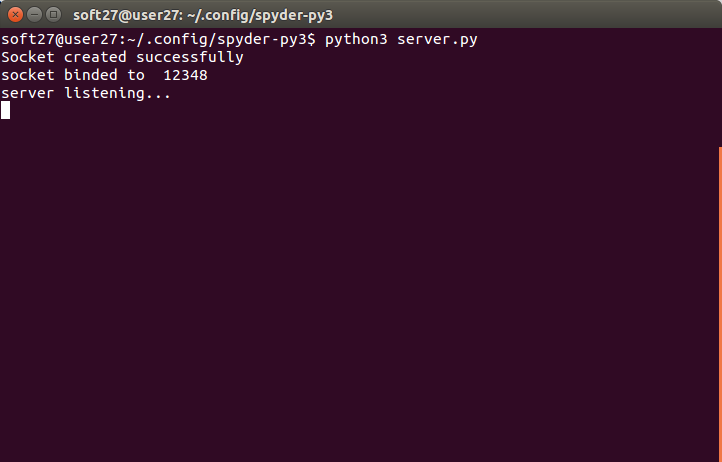 soft27@user27: ~/.config/spyder-py3
soft27@user27:~/.config/spyder-py3$ python3 server.py
Socket created successfully
socket binded to  12348
server listening...